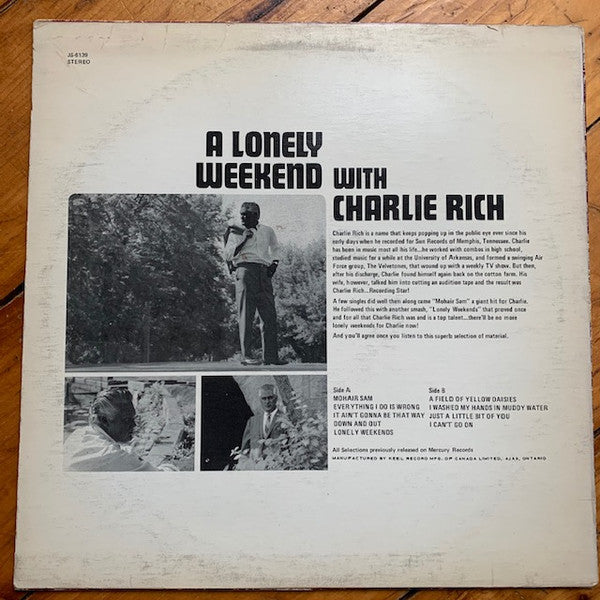 JS-6139
STEREO
A LONELY
WEEKEND WITH
CHARLIE RICH
Charlie Rich is a name that keeps popping up in the public eye ever since his
early days when he recorded for Sun Records of Memphis, Tennessee. Charlie
has been in music most all his life...he worked with combos in high school,
studied music for a while at the University of Arkansas, and formed a swinging Air
Force group, The Velvetones, that wound up with a weekly TV show. But then,
after his discharge, Charlie found himself again back on the cotton farm. His
wife, however, talked him into cutting an audition tape and the result was
Charlie Rich...Recording Star!
A few singles did well then along came "Mohair Sam" a giant hit for Charlie.
He followed this with another smash, "Lonely Weekends" that proved once
and for all that Charlie Rich was and is a top talent...there'll be no more
lonely weekends for Charlie now!
And you'll agree once you listen to this superb selection of material.
Side A:
MOHAIR SAM
EVERYTHING I DO IS WRONG
IT AIN'T GONNA BE THAT WAY
DOWN AND OUT
LONELY WEEKENDS
Side B
A FIELD OF YELLOW DAISIES
I WASHED MY HANDS IN MUDDY WATER
JUST A LITTLE BIT OF YOU
I CAN'T GO ON
All Selections previously released on Mercury Records
MANUFACTURED BY KEEL RECORD MFG. OF CANADA LIMITED, AJAX, ONTARIO